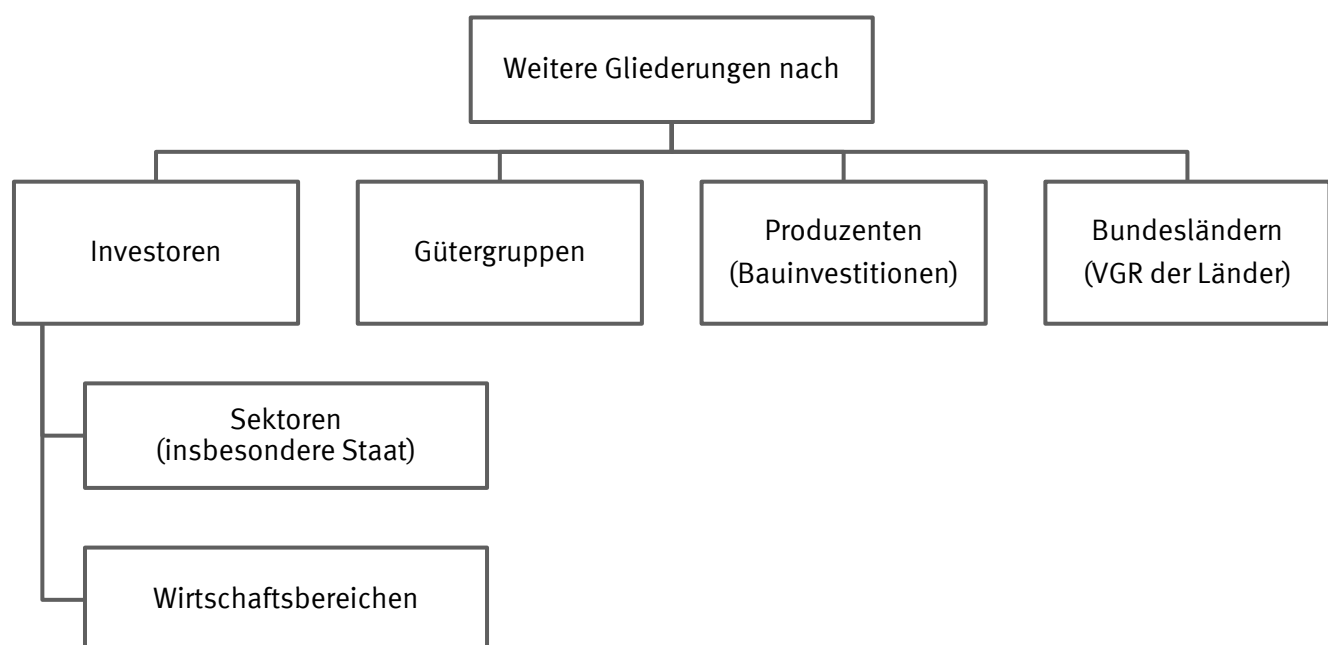 Weitere Gliederungen nach
Investoren
Gütergruppen
Produzenten
(Bauinvestitionen)
Bundesländern
(VGR der Länder)
Sektoren
(insbesondere Staat)
Wirtschaftsbereichen